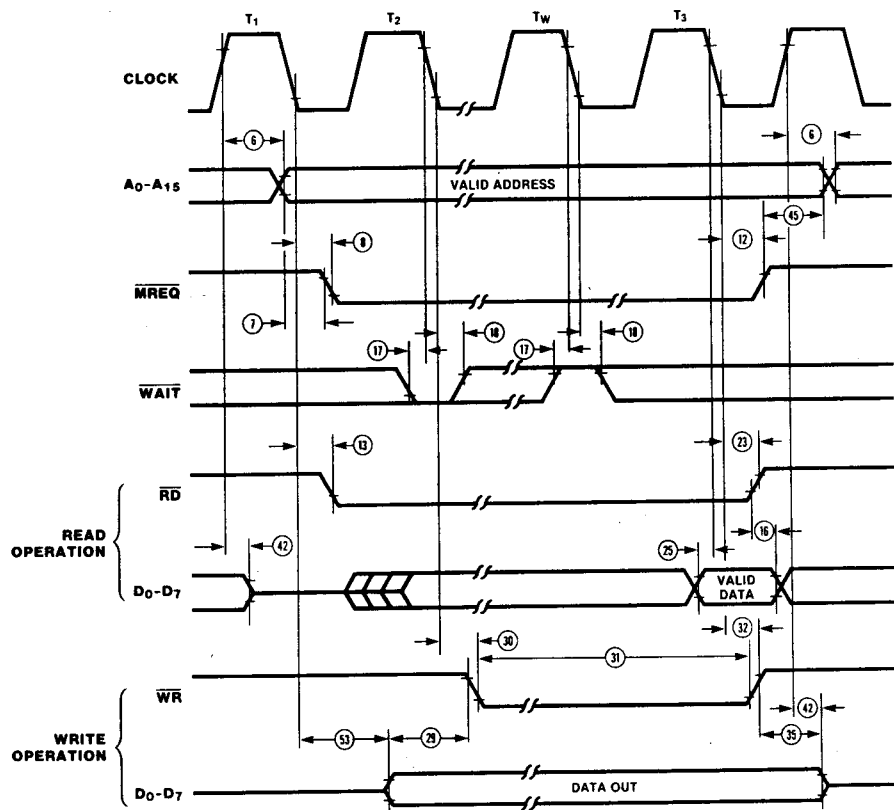 T1 T2 TW T3
CLOCK
6 6
A0-A15 VALID ADDRESS
45
8 12
MREQ
7
17 18 17 18
WAIT
13 23
RD
READ OPERATION
42 25 16
D0-D7 VALID DATA
32
30 31
WR
42
WRITE OPERATION
53 29 35
D0-D7 DATA OUT